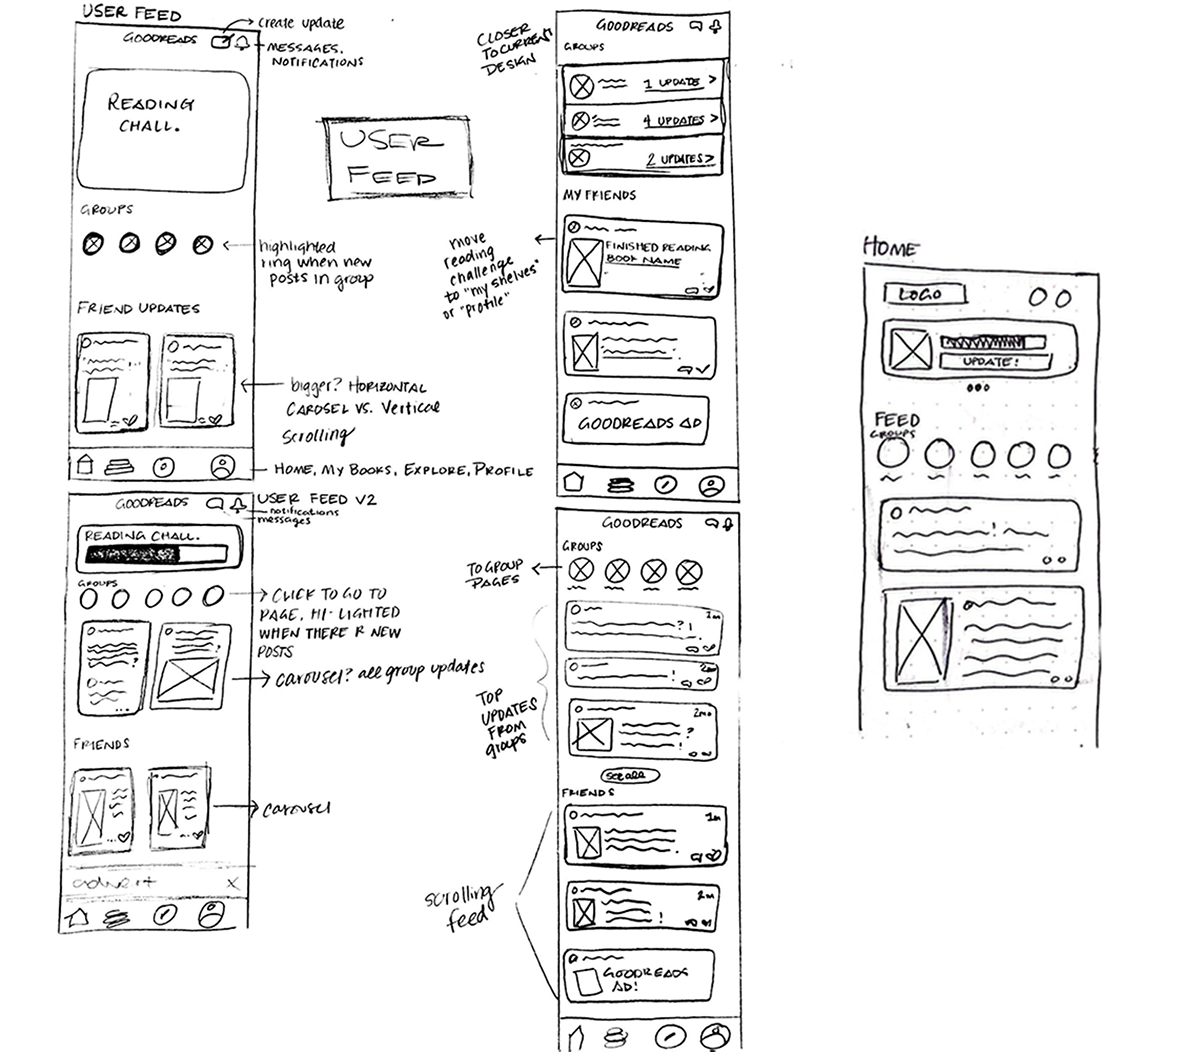 USER FEED
create update
GOODREADS
MESSAGES,
NOTIFICATIONS
READING
CHALL.
GROUPS
highlighted
ring when new
posts in group
FRIEND UPDATES
bigger? HORIZONTAL
CAROSEL VS. Vertical
scrolling
HOME, MY BOOKS, EXPLORE, PROFILE
USER
FEED
USER FEED V2
GOODREADS
notifications
messages
READING CHALL.
GROUPS
CLICK TO GO TO
PAGE, HI-LIGHTED
WHEN THERE R NEW
POSTS
carousel? all group updates
FRIENDS
carousel
advert X
CLOSER
TO CURRENT
DESIGN
GOODREADS
GROUPS
1 UPDATE >
4 UPDATES >
2 UPDATES >
MY FRIENDS
move
reading
challenge
to "my shelves"
or "profile"
FINISHED READING
BOOK NAME
GOODREADS AD
GOODREADS
GROUPS
TO GROUP
PAGES
1m
? !
2m
!
2m
?
!
TOP
UPDATES
FROM
groups
see all
FRIENDS
1m
2m
!
scrolling
feed
GOODREADS
AD!
HOME
LOGO
UPDATE!
FEED
GROUPS
!